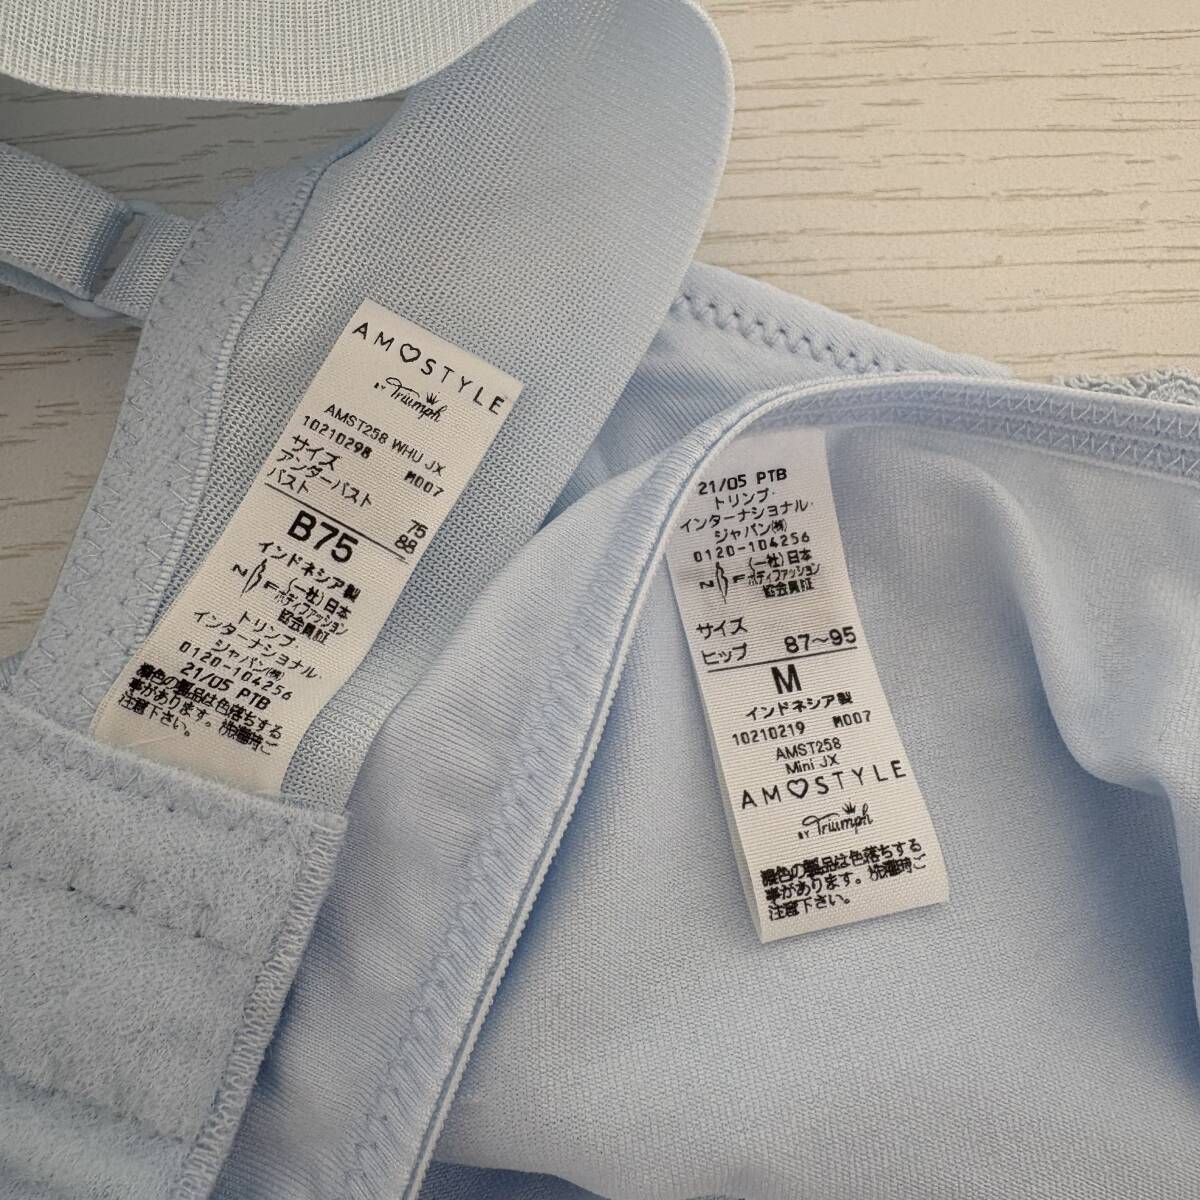 AMOSTYLE
BY Triumph
AMST258 WHU JX
10210298 M007
サイズ
アンダーバスト 75
バスト 88
B75
インドネシア製
NBF (一社)日本
ボディファッション
協会員証
トリンプ・
インターナショナル・
ジャパン(株)
0120-104256
21/05 PTB
濃色の製品は色落ちする
事があります。洗濯時ご
注意下さい。
21/05 PTB
トリンプ・
インターナショナル・
ジャパン(株)
0120-104256
NBF (一社)日本
ボディファッション
協会員証
サイズ
ヒップ 87~95
M
インドネシア製
10210219 M007
AMST258
Mini JX
AMOSTYLE
BY Triumph
濃色の製品は色落ちする
事があります。洗濯時ご
注意下さい。